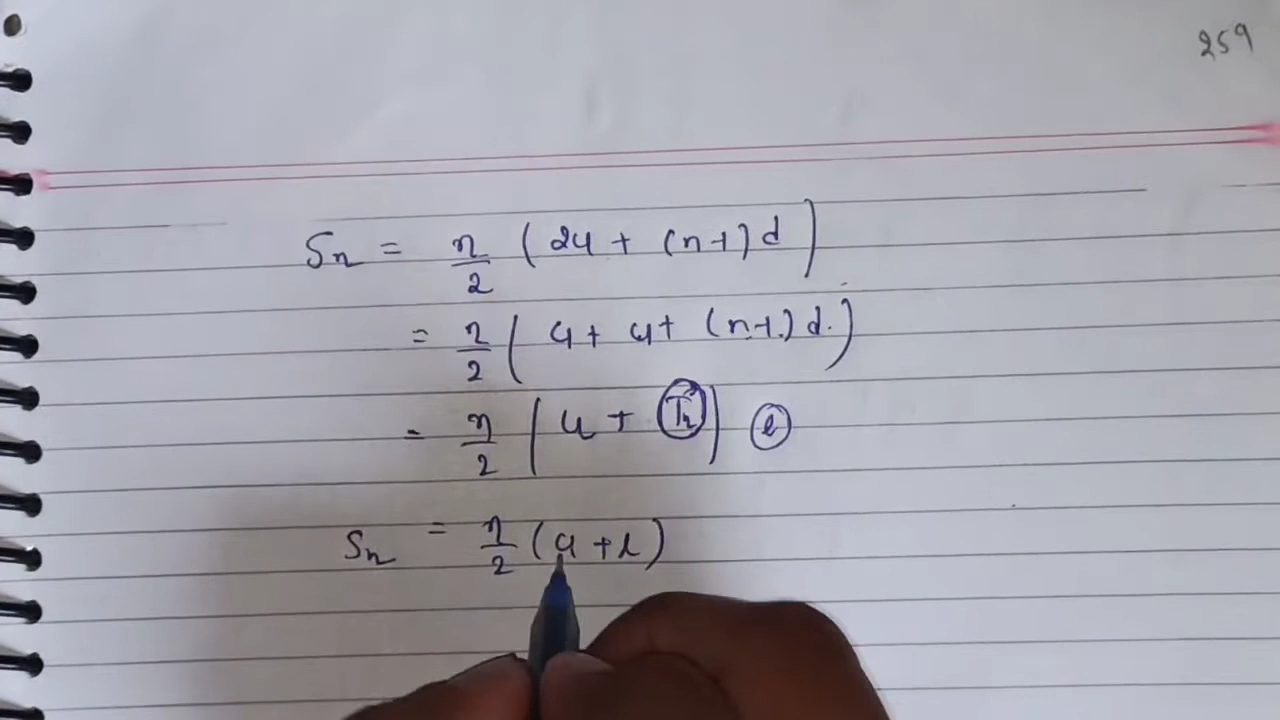 259
Sn = n/2 (2a + (n-1)d)
= n/2 (a + a + (n-1)d)
= n/2 (a + Tn) l
Sn = n/2 (a + l)